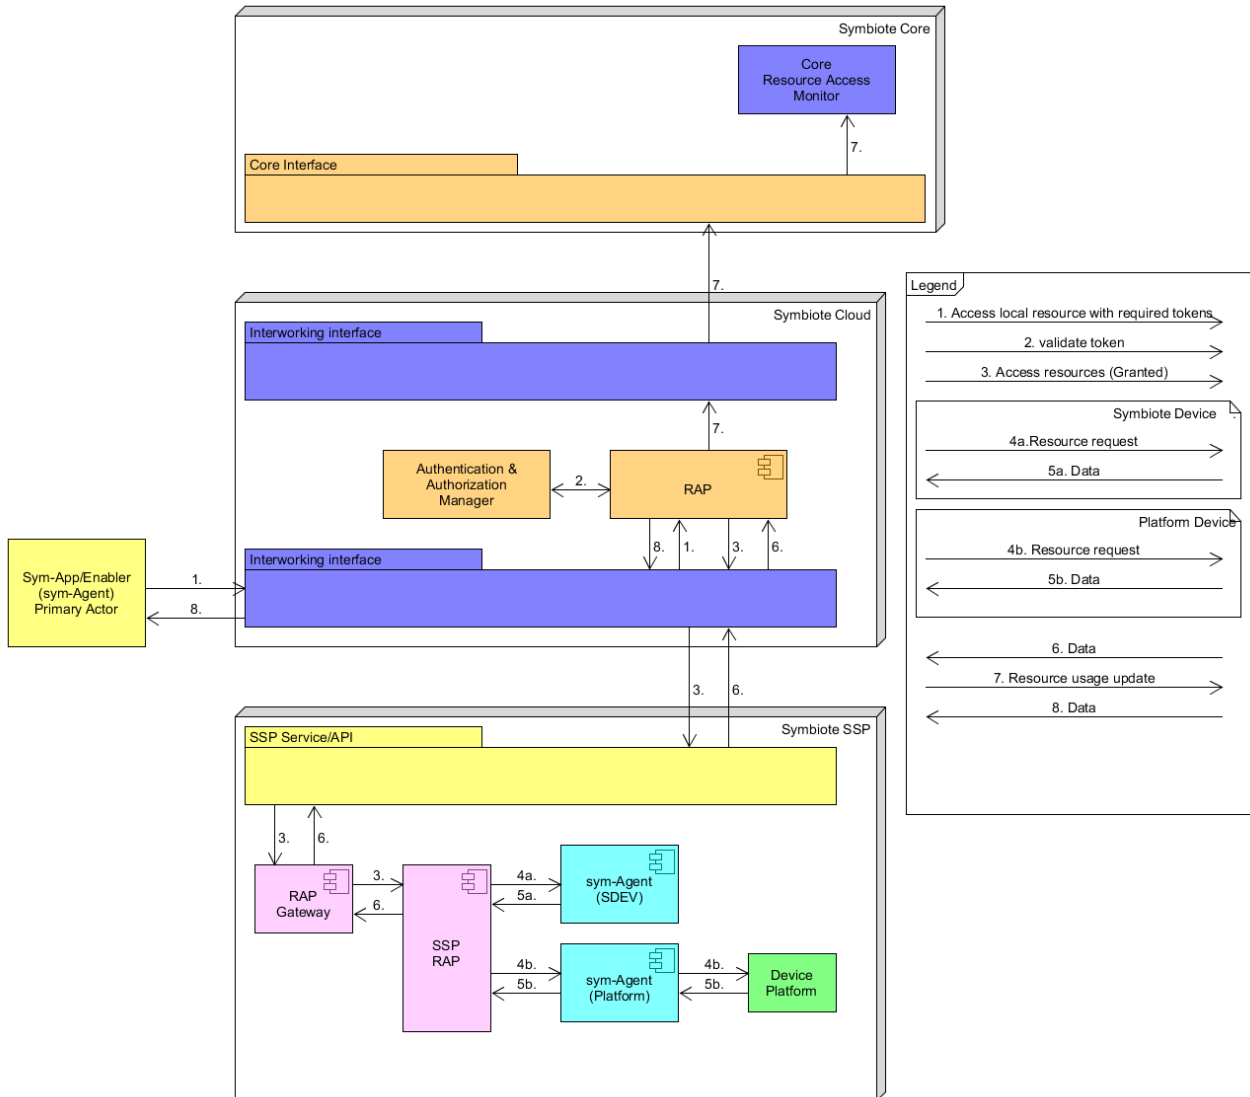 Symbiote Core
Core
Resource Access
Monitor
7.
Core Interface
7.
Symbiote Cloud
Interworking interface
7.
Authentication &
Authorization
Manager
2.
RAP
8.
1.
3.
6.
Interworking interface
Sym-App/Enabler
(sym-Agent)
Primary Actor
1.
8.
3.
6.
Symbiote SSP
SSP Service/API
3.
6.
RAP
Gateway
3.
6.
SSP
RAP
4a.
5a.
sym-Agent
(SDEV)
4b.
5b.
sym-Agent
(Platform)
4b.
5b.
Device
Platform
Legend
1. Access local resource with required tokens
2. validate token
3. Access resources (Granted)
Symbiote Device
4a.Resource request
5a. Data
Platform Device
4b. Resource request
5b. Data
6. Data
7. Resource usage update
8. Data